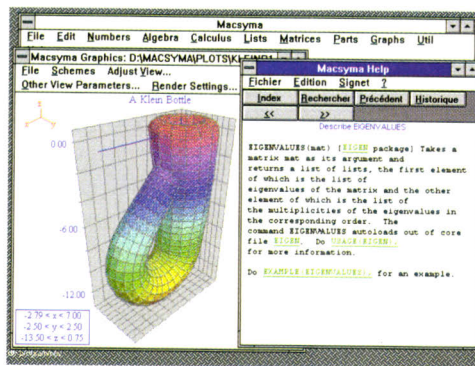 Macsyma
File Edit Numbers Algebra Calculus Lists Matrices Parts Graphs Util
Macsyma Graphics: D:\MACSYMA\PLOTS\KLEINB1
File Schemes Adjust View...
Other View Parameters... Render Settings...
A Klein Bottle
z
y
x
0.00
-6.00
-12.00
-2.79 < x < 7.00
-2.50 < y < 2.50
-13.50 < z < 0.75
Macsyma Help
Fichier Edition Signet ?
Index Rechercher Précédent Historique
<< >>
Describe EIGENVALUES
EIGENVALUES(mat) [EIGEN package] Takes a
matrix mat as its argument and
returns a list of lists, the first element
of which is the list of
eigenvalues of the matrix and the other
element of which is the list of
the multiplicities of the eigenvalues in
the corresponding order. The
command EIGENVALUES autoloads out of core
file EIGEN. Do USAGE(EIGEN);
for more information.
Do EXAMPLE(EIGENVALUES); for an example.